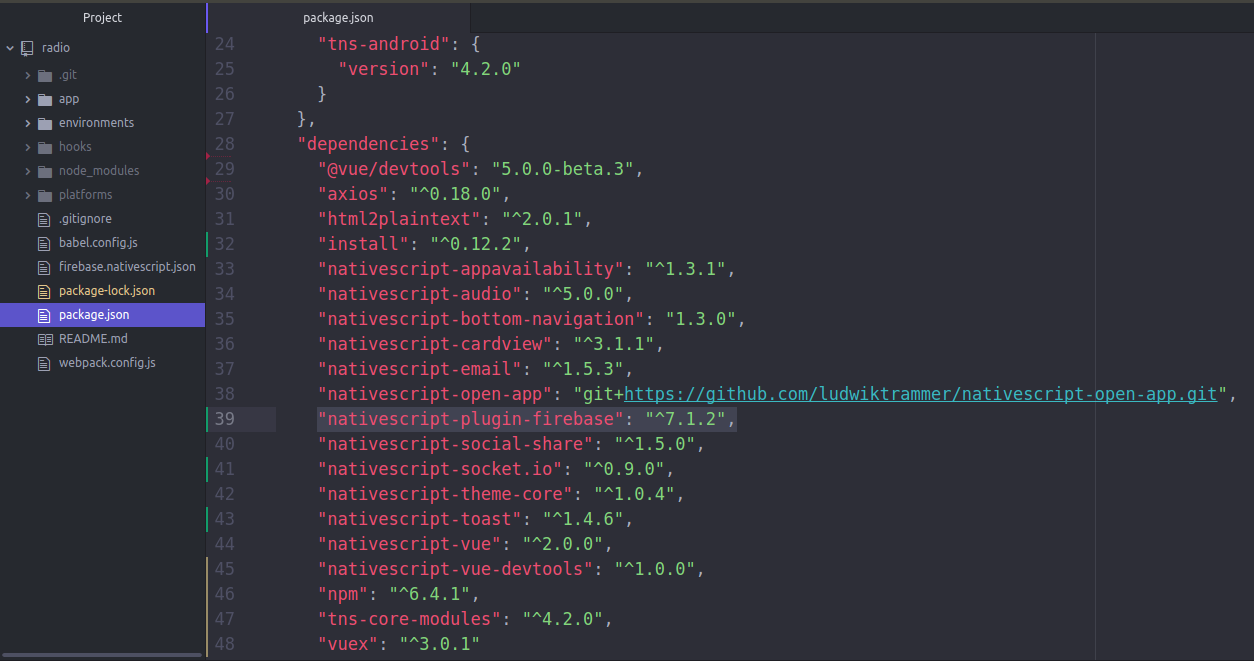 Project
package.json
radio
.git
app
environments
hooks
node_modules
platforms
.gitignore
babel.config.js
firebase.nativescript.json
package-lock.json
package.json
README.md
webpack.config.js
24 "tns-android": {
25 "version": "4.2.0"
26 }
27 },
28 "dependencies": {
29 "@vue/devtools": "5.0.0-beta.3",
30 "axios": "^0.18.0",
31 "html2plaintext": "^2.0.1",
32 "install": "^0.12.2",
33 "nativescript-appavailability": "^1.3.1",
34 "nativescript-audio": "^5.0.0",
35 "nativescript-bottom-navigation": "1.3.0",
36 "nativescript-cardview": "^3.1.1",
37 "nativescript-email": "^1.5.3",
38 "nativescript-open-app": "git+https://github.com/ludwiktrammer/nativescript-open-app.git",
39 "nativescript-plugin-firebase": "^7.1.2",
40 "nativescript-social-share": "^1.5.0",
41 "nativescript-socket.io": "^0.9.0",
42 "nativescript-theme-core": "^1.0.4",
43 "nativescript-toast": "^1.4.6",
44 "nativescript-vue": "^2.0.0",
45 "nativescript-vue-devtools": "^1.0.0",
46 "npm": "^6.4.1",
47 "tns-core-modules": "^4.2.0",
48 "vuex": "^3.0.1"